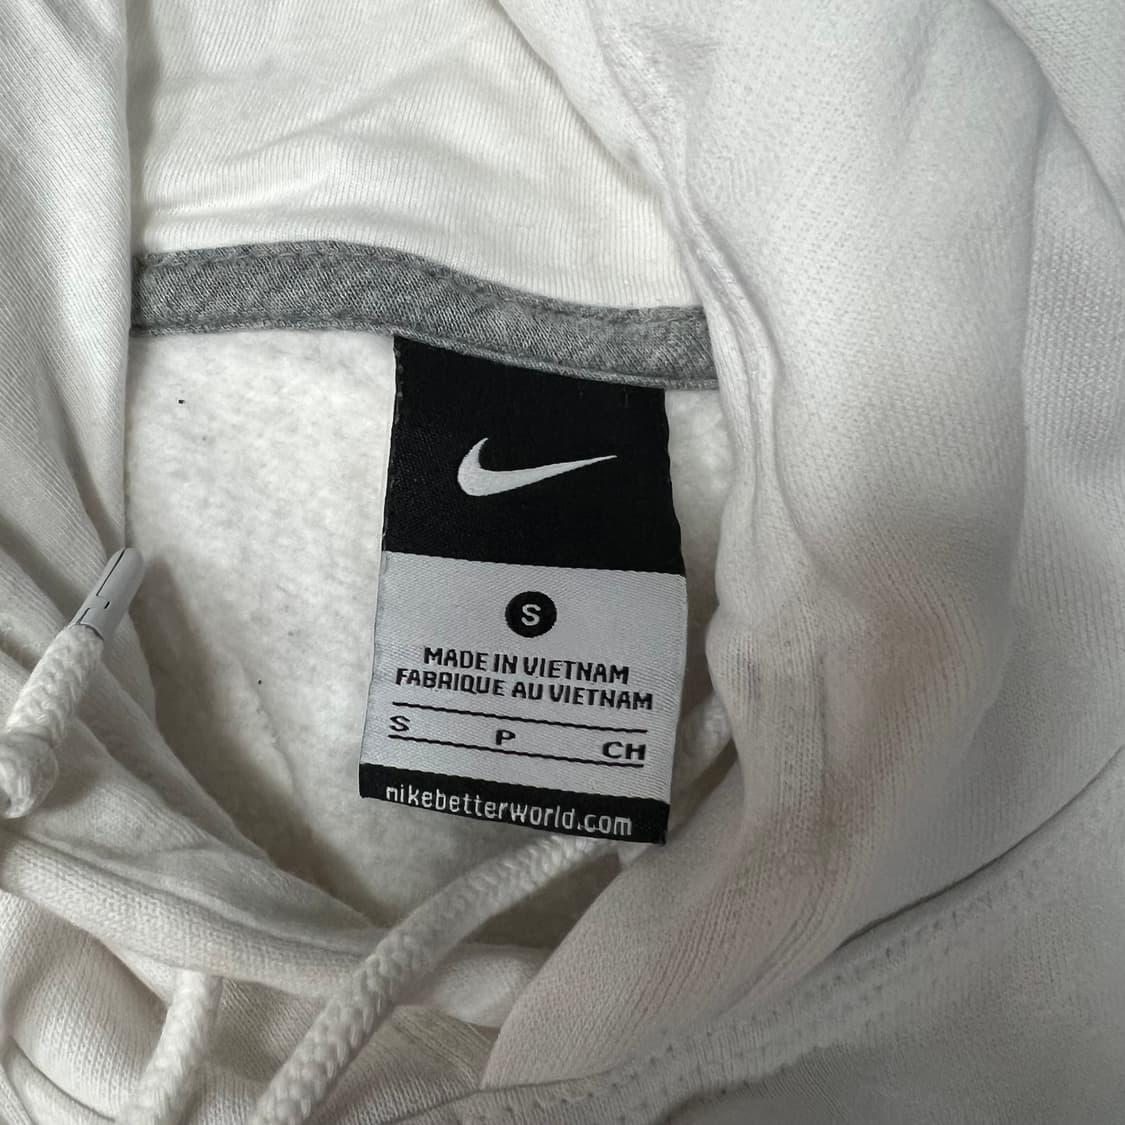 S
MADE IN VIETNAM
FABRIQUE AU VIETNAM
S P CH
nikebetterworld.com